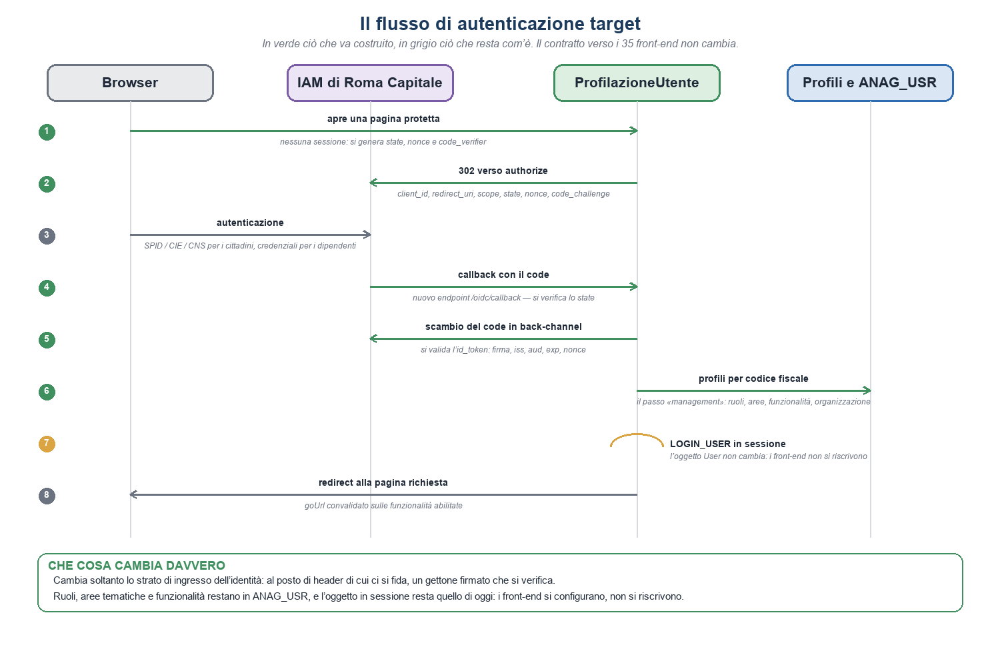 Il flusso di autenticazione target
In verde ciò che va costruito, in grigio ciò che resta com’è. Il contratto verso i 35 front-end non cambia.
Browser
IAM di Roma Capitale
ProfilazioneUtente
Profili e ANAG_USR
1
apre una pagina protetta
nessuna sessione: si genera state, nonce e code_verifier
2
302 verso authorize
client_id, redirect_uri, scope, state, nonce, code_challenge
3
autenticazione
SPID / CIE / CNS per i cittadini, credenziali per i dipendenti
4
callback con il code
nuovo endpoint /oidc/callback — si verifica lo state
5
scambio del code in back-channel
si valida l’id_token: firma, iss, aud, exp, nonce
6
profili per codice fiscale
il passo «management»: ruoli, aree, funzionalità, organizzazione
7
LOGIN_USER in sessione
l’oggetto User non cambia: i front-end non si riscrivono
8
redirect alla pagina richiesta
goUrl convalidato sulle funzionalità abilitate
CHE COSA CAMBIA DAVVERO
Cambia soltanto lo strato di ingresso dell’identità: al posto di header di cui ci si fida, un gettone firmato che si verifica.
Ruoli, aree tematiche e funzionalità restano in ANAG_USR, e l’oggetto in sessione resta quello di oggi: i front-end si configurano, non si riscrivono.